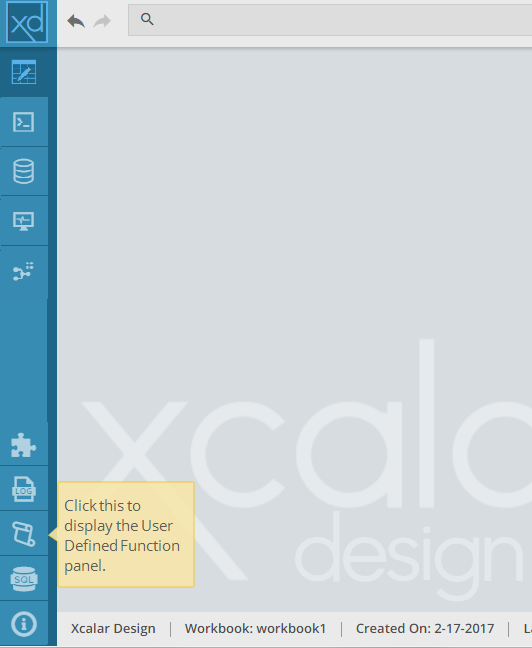 xd
xcala
design
LOG
Click this to
display the User
Defined Function
panel.
SQL
Xcalar Design | Workbook: workbook1 | Created On: 2-17-2017 |